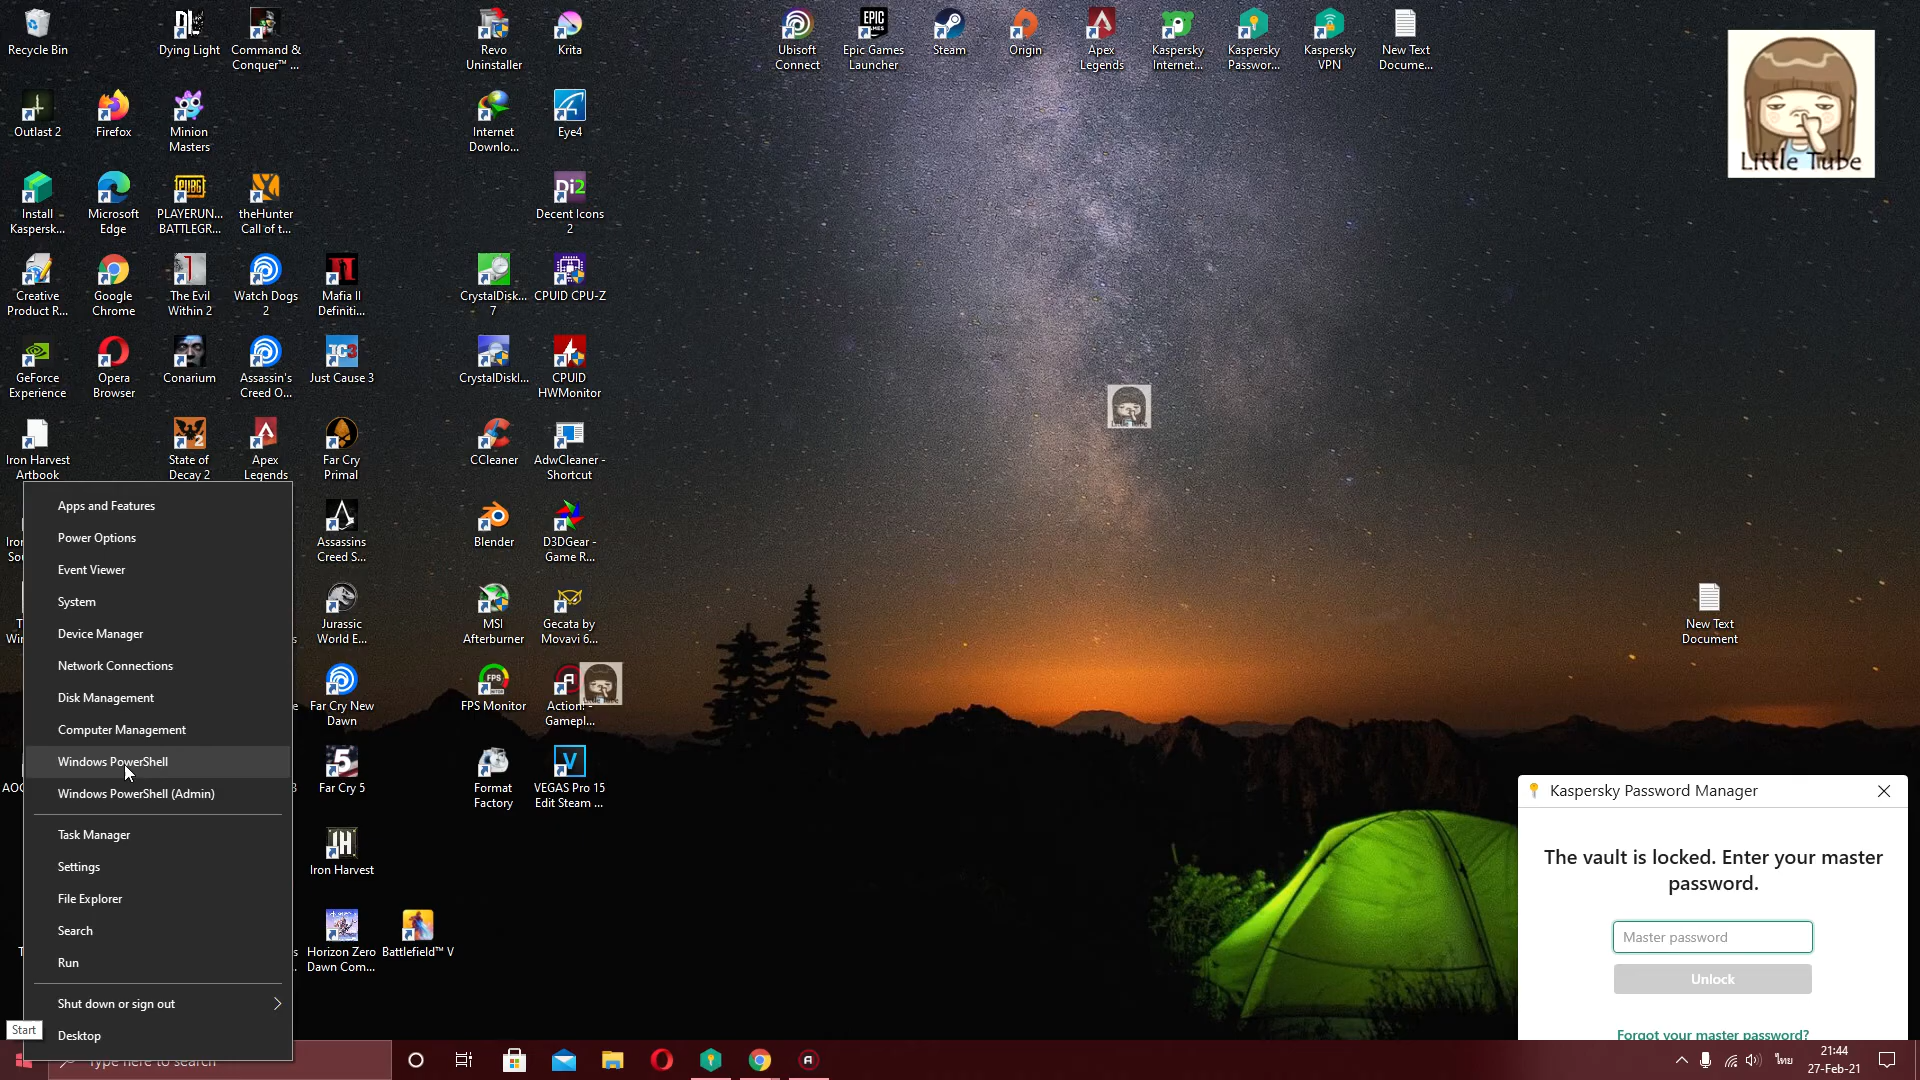 Recycle Bin
Dying Light
Command &
Conquer™ ...
Revo
Uninstaller
Krita
Ubisoft
Connect
Epic Games
Launcher
Steam
Origin
Apex
Legends
Kaspersky
Internet...
Kaspersky
Passwor...
Kaspersky
VPN
New Text
Docume...
Little Tube
Outlast 2
Firefox
Minion
Masters
Internet
Downlo...
Eye4
Install
Kaspersk...
Microsoft
Edge
PLAYERUN...
BATTLEGR...
theHunter
Call of t...
Decent Icons
2
Creative
Product R...
Google
Chrome
The Evil
Within 2
Watch Dogs
2
Mafia II
Definiti...
CrystalDisk...
7
CPUID CPU-Z
GeForce
Experience
Opera
Browser
Conarium
Assassin's
Creed O...
Just Cause 3
CrystalDiskI...
CPUID
HWMonitor
Iron Harvest
Artbook
State of
Decay 2
Apex
Legends
Far Cry
Primal
CCleaner
AdwCleaner -
Shortcut
Assassins
Creed S...
Blender
D3DGear -
Game R...
Jurassic
World E...
MSI
Afterburner
Gecata by
Movavi 6...
New Text
Document
Far Cry New
Dawn
FPS Monitor
Action! -
Gamepl...
Far Cry 5
Format
Factory
VEGAS Pro 15
Edit Steam ...
Iron Harvest
Horizon Zero
Dawn Com...
Battlefield™ V
Apps and Features
Power Options
Event Viewer
System
Device Manager
Network Connections
Disk Management
Computer Management
Windows PowerShell
Windows PowerShell (Admin)
Task Manager
Settings
File Explorer
Search
Run
Shut down or sign out
Desktop
Start
Type here to search
Kaspersky Password Manager
The vault is locked. Enter your master
password.
Master password
Unlock
Forgot your master password?
ไทย
21:44
27-Feb-21